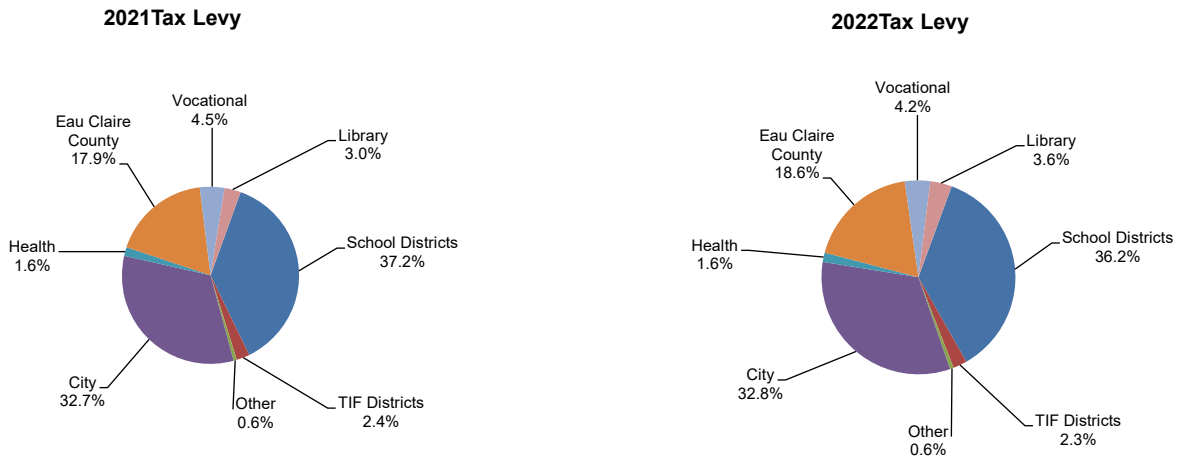 2021Tax Levy
Vocational
4.5%
Eau Claire
County
17.9%
Library
3.0%
Health
1.6%
School Districts
37.2%
City
32.7%
Other
0.6%
TIF Districts
2.4%
2022Tax Levy
Vocational
4.2%
Eau Claire
County
18.6%
Library
3.6%
Health
1.6%
School Districts
36.2%
City
32.8%
Other
0.6%
TIF Districts
2.3%